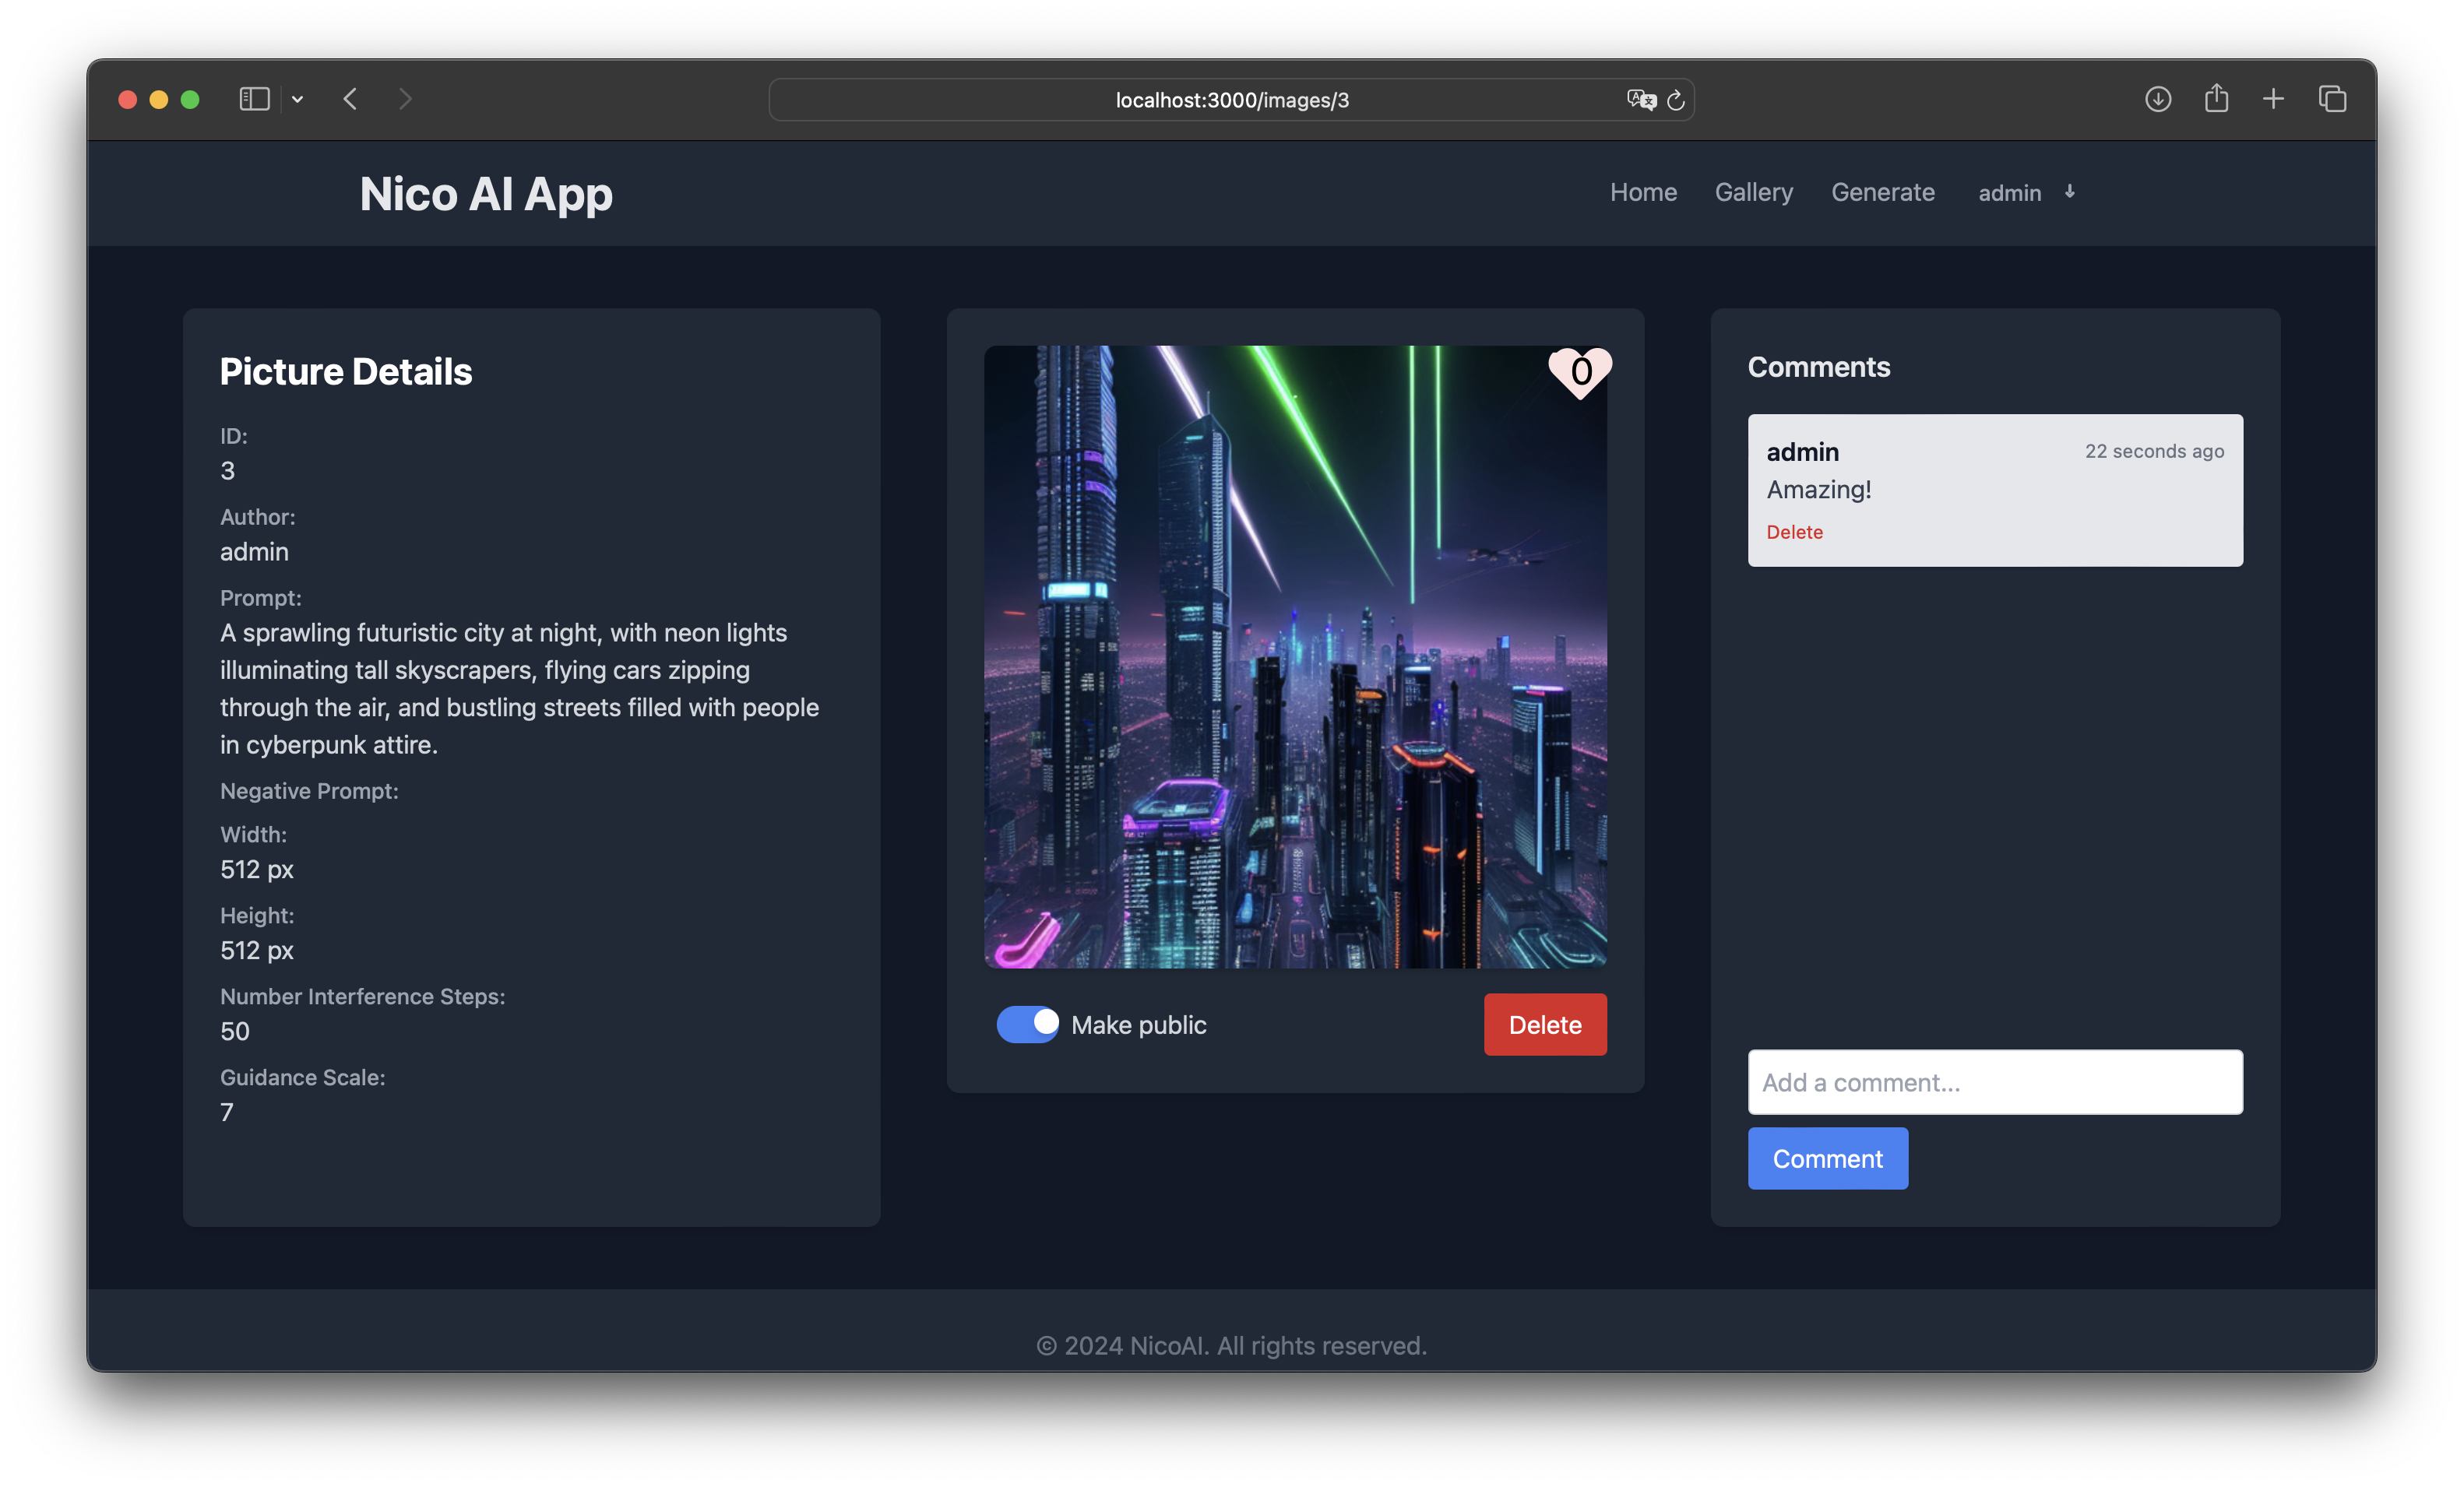 localhost:3000/images/3
Nico AI App
Home
Gallery
Generate
admin
Picture Details
ID:
3
Author:
admin
Prompt:
A sprawling futuristic city at night, with neon lights
illuminating tall skyscrapers, flying cars zipping
through the air, and bustling streets filled with people
in cyberpunk attire.
Negative Prompt:
Width:
512 px
Height:
512 px
Number Interference Steps:
50
Guidance Scale:
7
0
Make public
Delete
Comments
admin
22 seconds ago
Amazing!
Delete
Add a comment...
Comment
© 2024 NicoAI. All rights reserved.